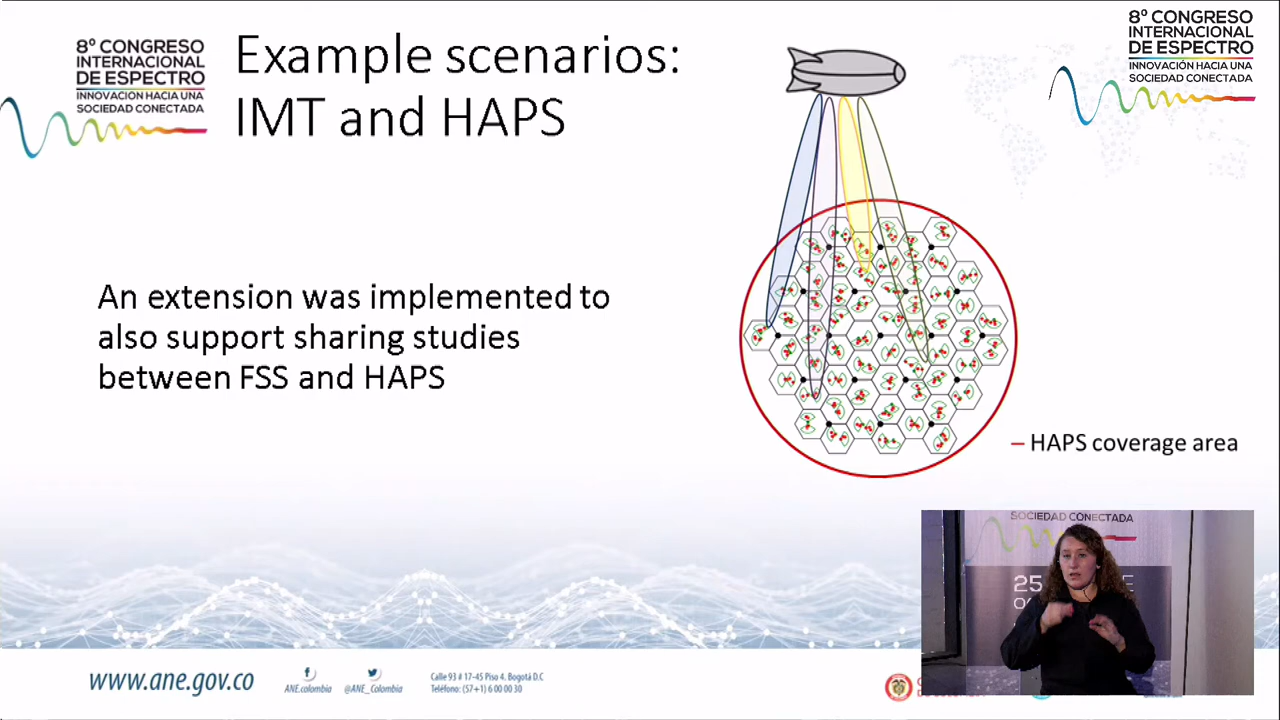 8º CONGRESO
INTERNACIONAL
DE ESPECTRO
INNOVACIÓN HACIA UNA
SOCIEDAD CONECTADA
Example scenarios:
IMT and HAPS
8º CONGRESO
INTERNACIONAL
DE ESPECTRO
INNOVACIÓN HACIA UNA
SOCIEDAD CONECTADA
An extension was implemented to
also support sharing studies
between FSS and HAPS
HAPS coverage area
SOCIEDAD CONECTADA
25
www.ane.gov.co
ANE.colombia
@ANE_Colombia
Calle 93 # 17-45 Piso 4. Bogotá D.C
Teléfono: (57+1) 6 00 00 30